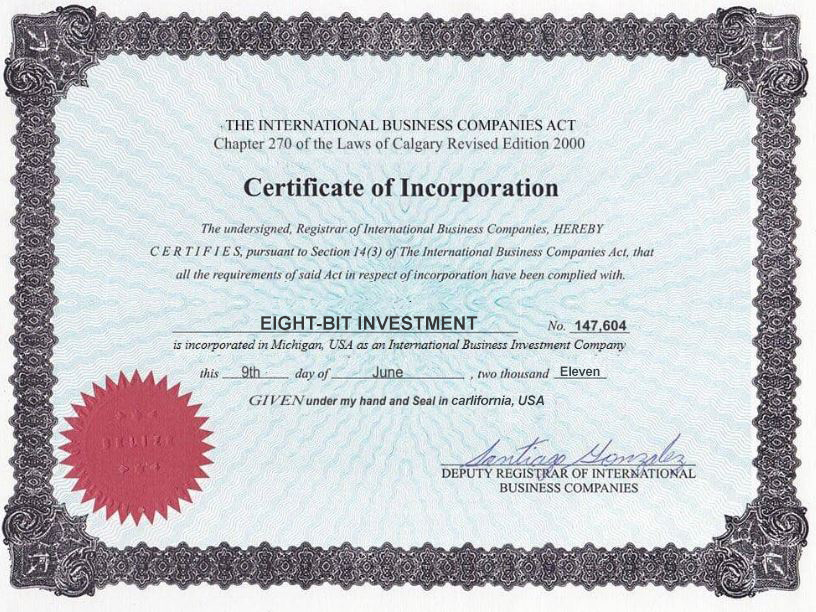 THE INTERNATIONAL BUSINESS COMPANIES ACT
Chapter 270 of the Laws of Calgary Revised Edition 2000
Certificate of Incorporation
The undersigned, Registrar of International Business Companies, HEREBY
C E R T I F I E S, pursuant to Section 14(3) of The International Business Companies Act, that
all the requirements of said Act in respect of incorporation have been complied with.
EIGHT-BIT INVESTMENT No. 147,604
is incorporated in Michigan, USA as an International Business Investment Company
this 9th day of June , two thousand Eleven
GIVEN under my hand and Seal in carlifornia, USA
BELIZE
Santiago Gonzalez
DEPUTY REGISTRAR OF INTERNATIONAL
BUSINESS COMPANIES